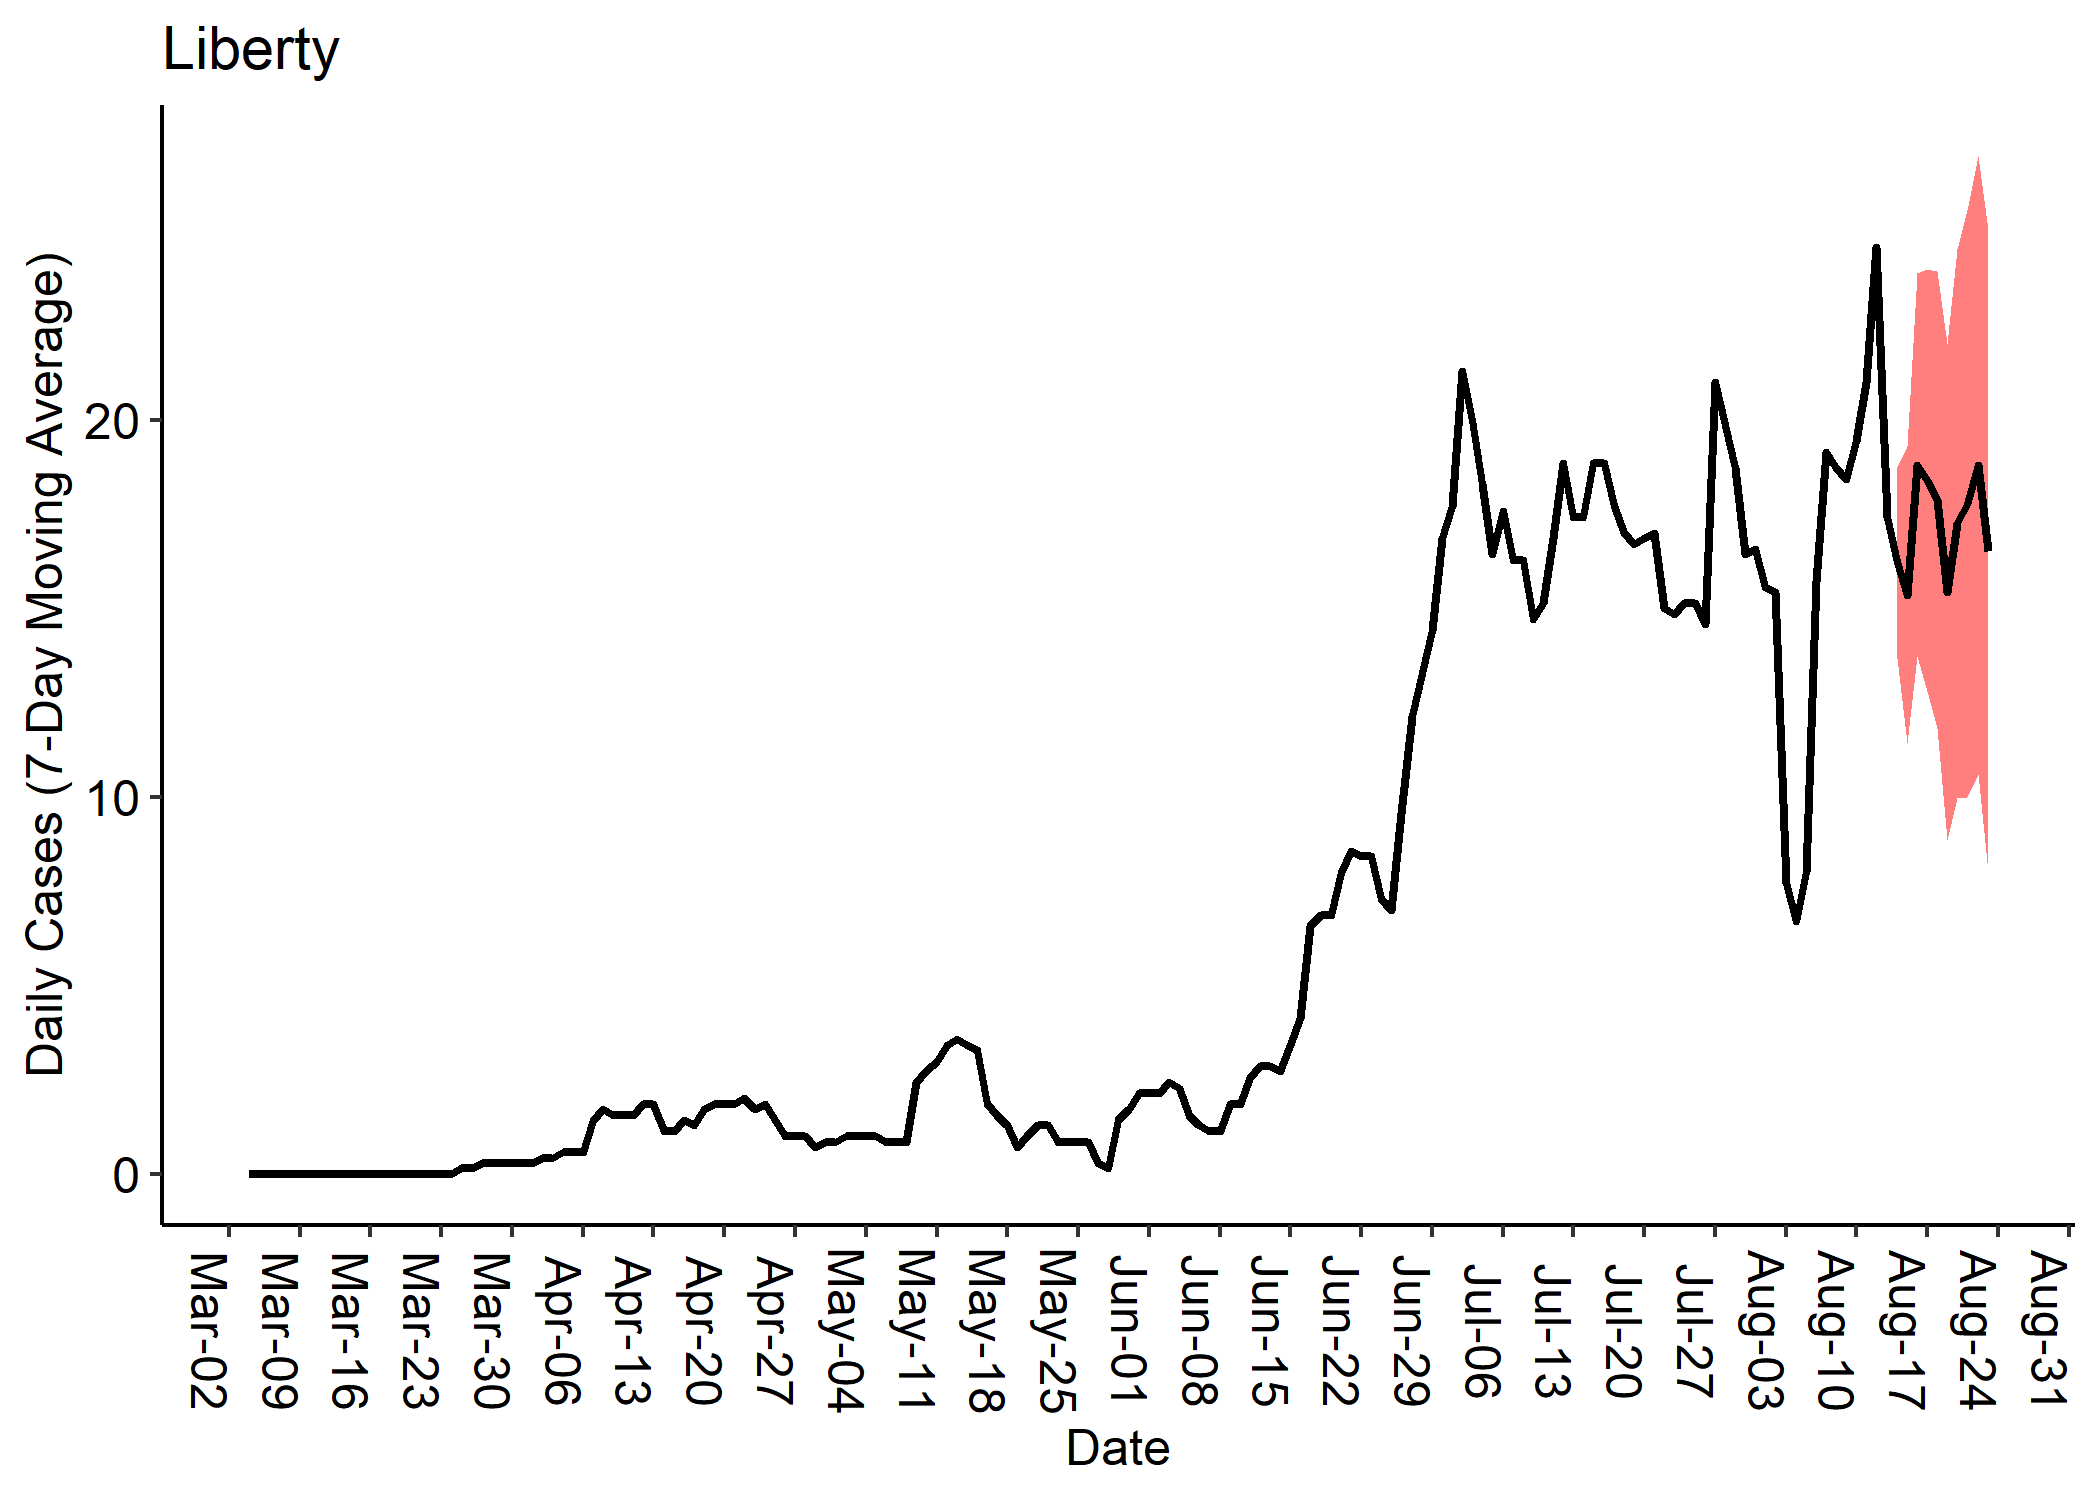 Liberty
Daily Cases (7-Day Moving Average)
20
10
0
Mar-02
Mar-09
Mar-16
Mar-23
Mar-30
Apr-06
Apr-13
Apr-20
Apr-27
May-04
May-11
May-18
May-25
Jun-01
Jun-08
Jun-15
Jun-22
Jun-29
Jul-06
Jul-13
Jul-20
Jul-27
Aug-03
Aug-10
Aug-17
Aug-24
Aug-31
Date